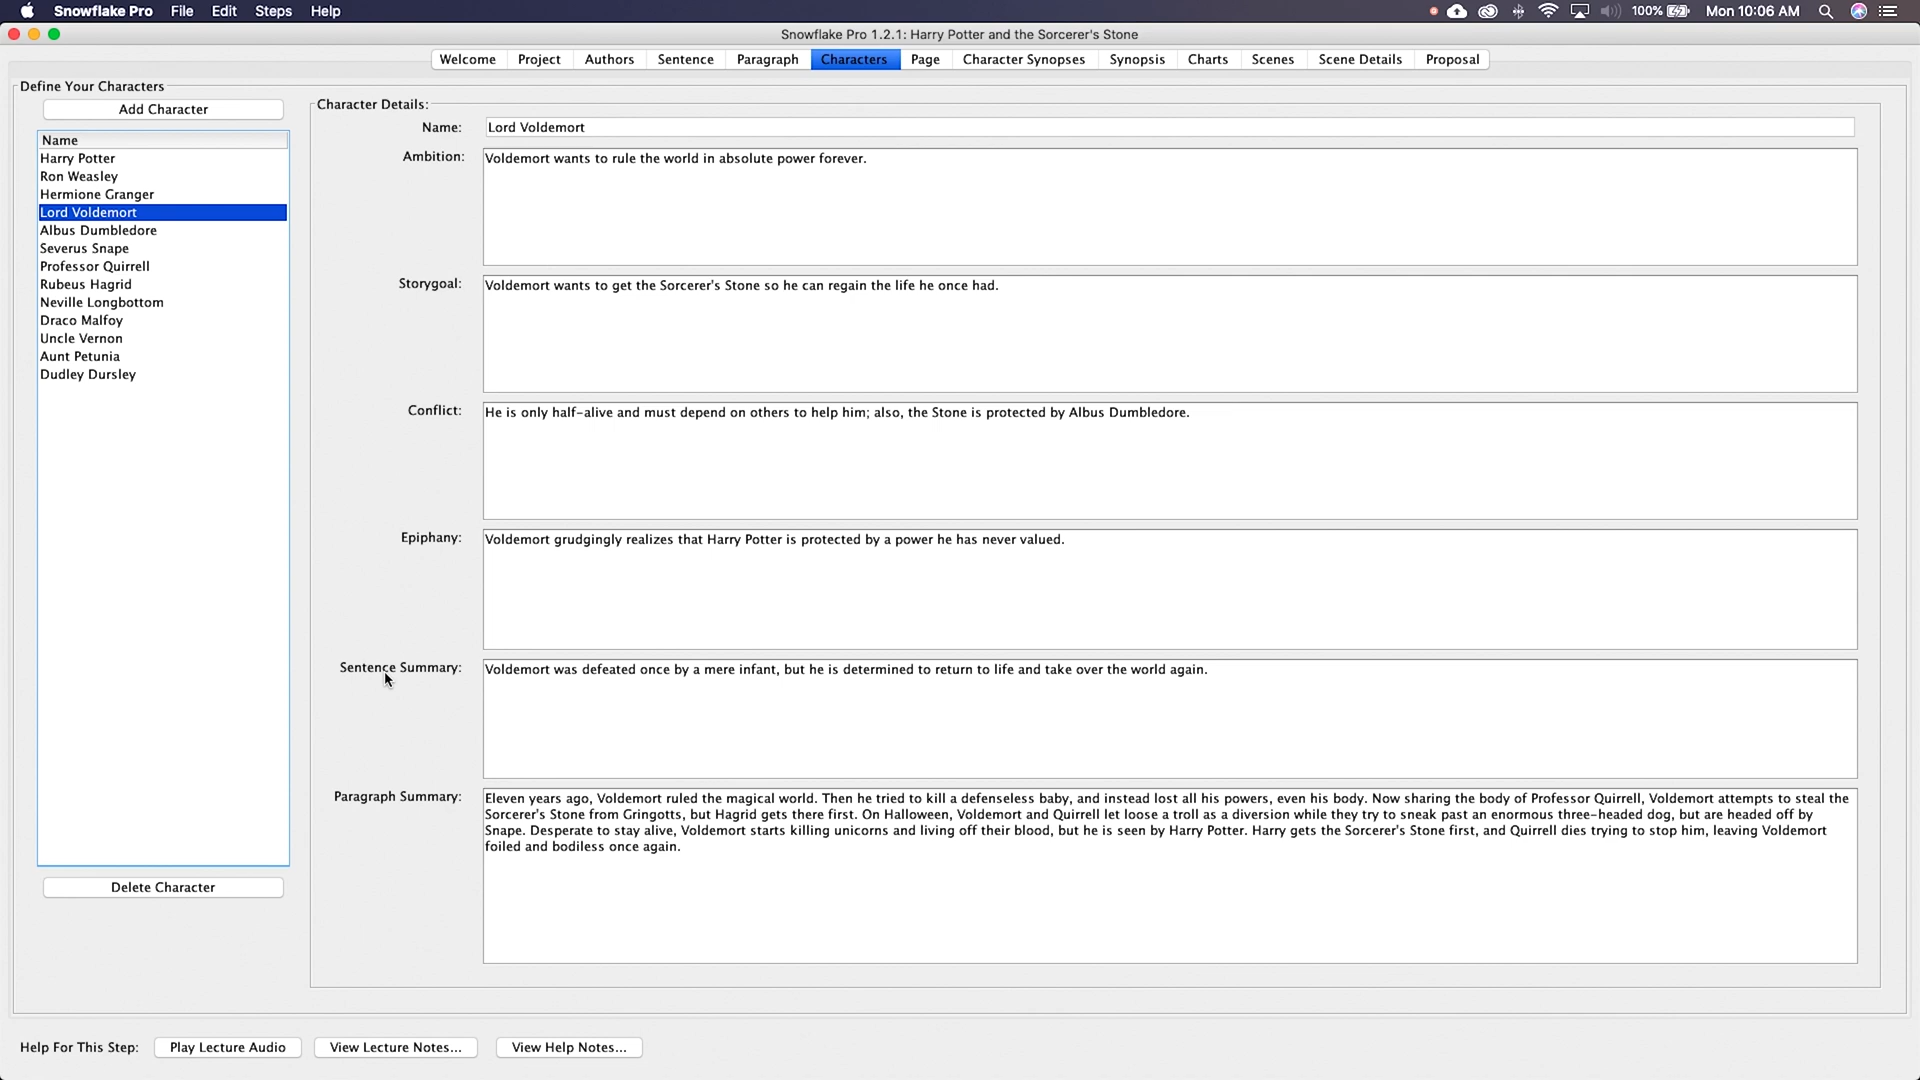 Snowflake Pro File Edit Steps Help 100% Mon 10:06 AM
Snowflake Pro 1.2.1: Harry Potter and the Sorcerer's Stone
Welcome Project Authors Sentence Paragraph Characters Page Character Synopses Synopsis Charts Scenes Scene Details Proposal
Define Your Characters
Add Character
Name
Harry Potter
Ron Weasley
Hermione Granger
Lord Voldemort
Albus Dumbledore
Severus Snape
Professor Quirrell
Rubeus Hagrid
Neville Longbottom
Draco Malfoy
Uncle Vernon
Aunt Petunia
Dudley Dursley
Delete Character
Character Details:
Name: Lord Voldemort
Ambition: Voldemort wants to rule the world in absolute power forever.
Storygoal: Voldemort wants to get the Sorcerer's Stone so he can regain the life he once had.
Conflict: He is only half-alive and must depend on others to help him; also, the Stone is protected by Albus Dumbledore.
Epiphany: Voldemort grudgingly realizes that Harry Potter is protected by a power he has never valued.
Sentence Summary: Voldemort was defeated once by a mere infant, but he is determined to return to life and take over the world again.
Paragraph Summary: Eleven years ago, Voldemort ruled the magical world. Then he tried to kill a defenseless baby, and instead lost all his powers, even his body. Now sharing the body of Professor Quirrell, Voldemort attempts to steal the
Sorcerer's Stone from Gringotts, but Hagrid gets there first. On Halloween, Voldemort and Quirrell let loose a troll as a diversion while they try to sneak past an enormous three-headed dog, but are headed off by
Snape. Desperate to stay alive, Voldemort starts killing unicorns and living off their blood, but he is seen by Harry Potter. Harry gets the Sorcerer's Stone first, and Quirrell dies trying to stop him, leaving Voldemort
foiled and bodiless once again.
Help For This Step: Play Lecture Audio View Lecture Notes... View Help Notes...